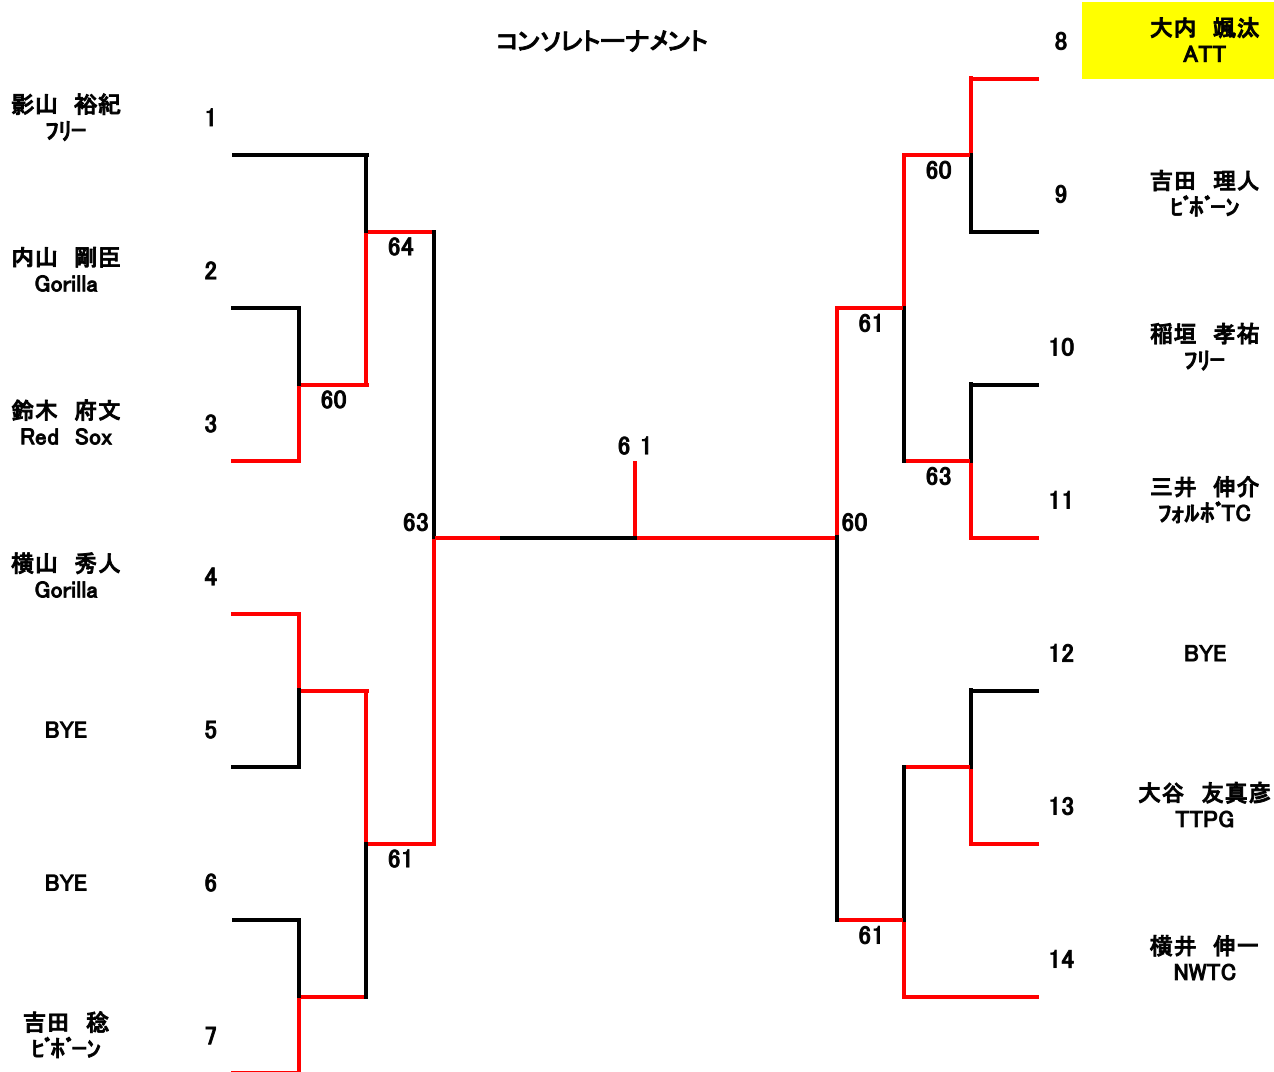 コンソレトーナメント
影山　裕紀
フリー
1
内山　剛臣
Gorilla
2
鈴木　府文
Red Sox
3
横山　秀人
Gorilla
4
BYE
5
BYE
6
吉田　稔
ビボーン
7
64
60
63
61
6 1
60
61
63
60
61
8
大内　颯汰
ATT
9
吉田　理人
ビボーン
10
稲垣　孝祐
フリー
11
三井　伸介
フォルボTC
12
BYE
13
大谷　友真彦
TTPG
14
横井　伸一
NWTC